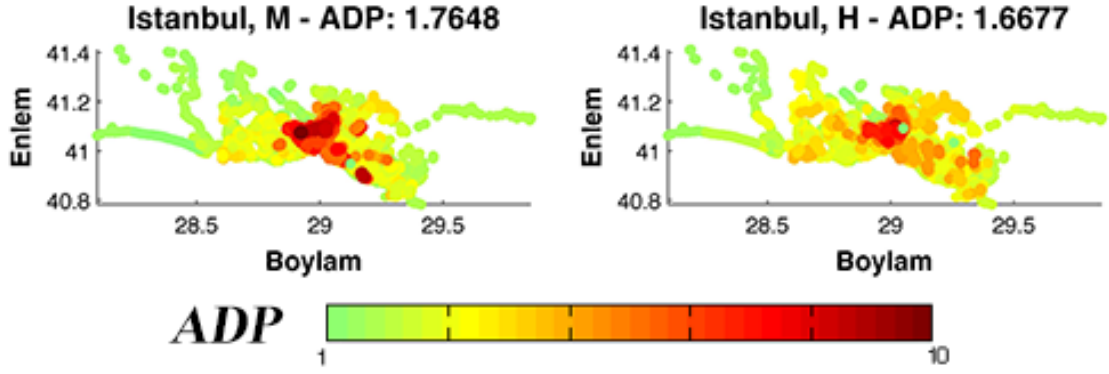 Istanbul, M - ADP: 1.7648
41.4
41.2
41
40.8
Enlem
28.5
29
29.5
Boylam
Istanbul, H - ADP: 1.6677
41.4
41.2
41
40.8
Enlem
28.5
29
29.5
Boylam
ADP
1
10